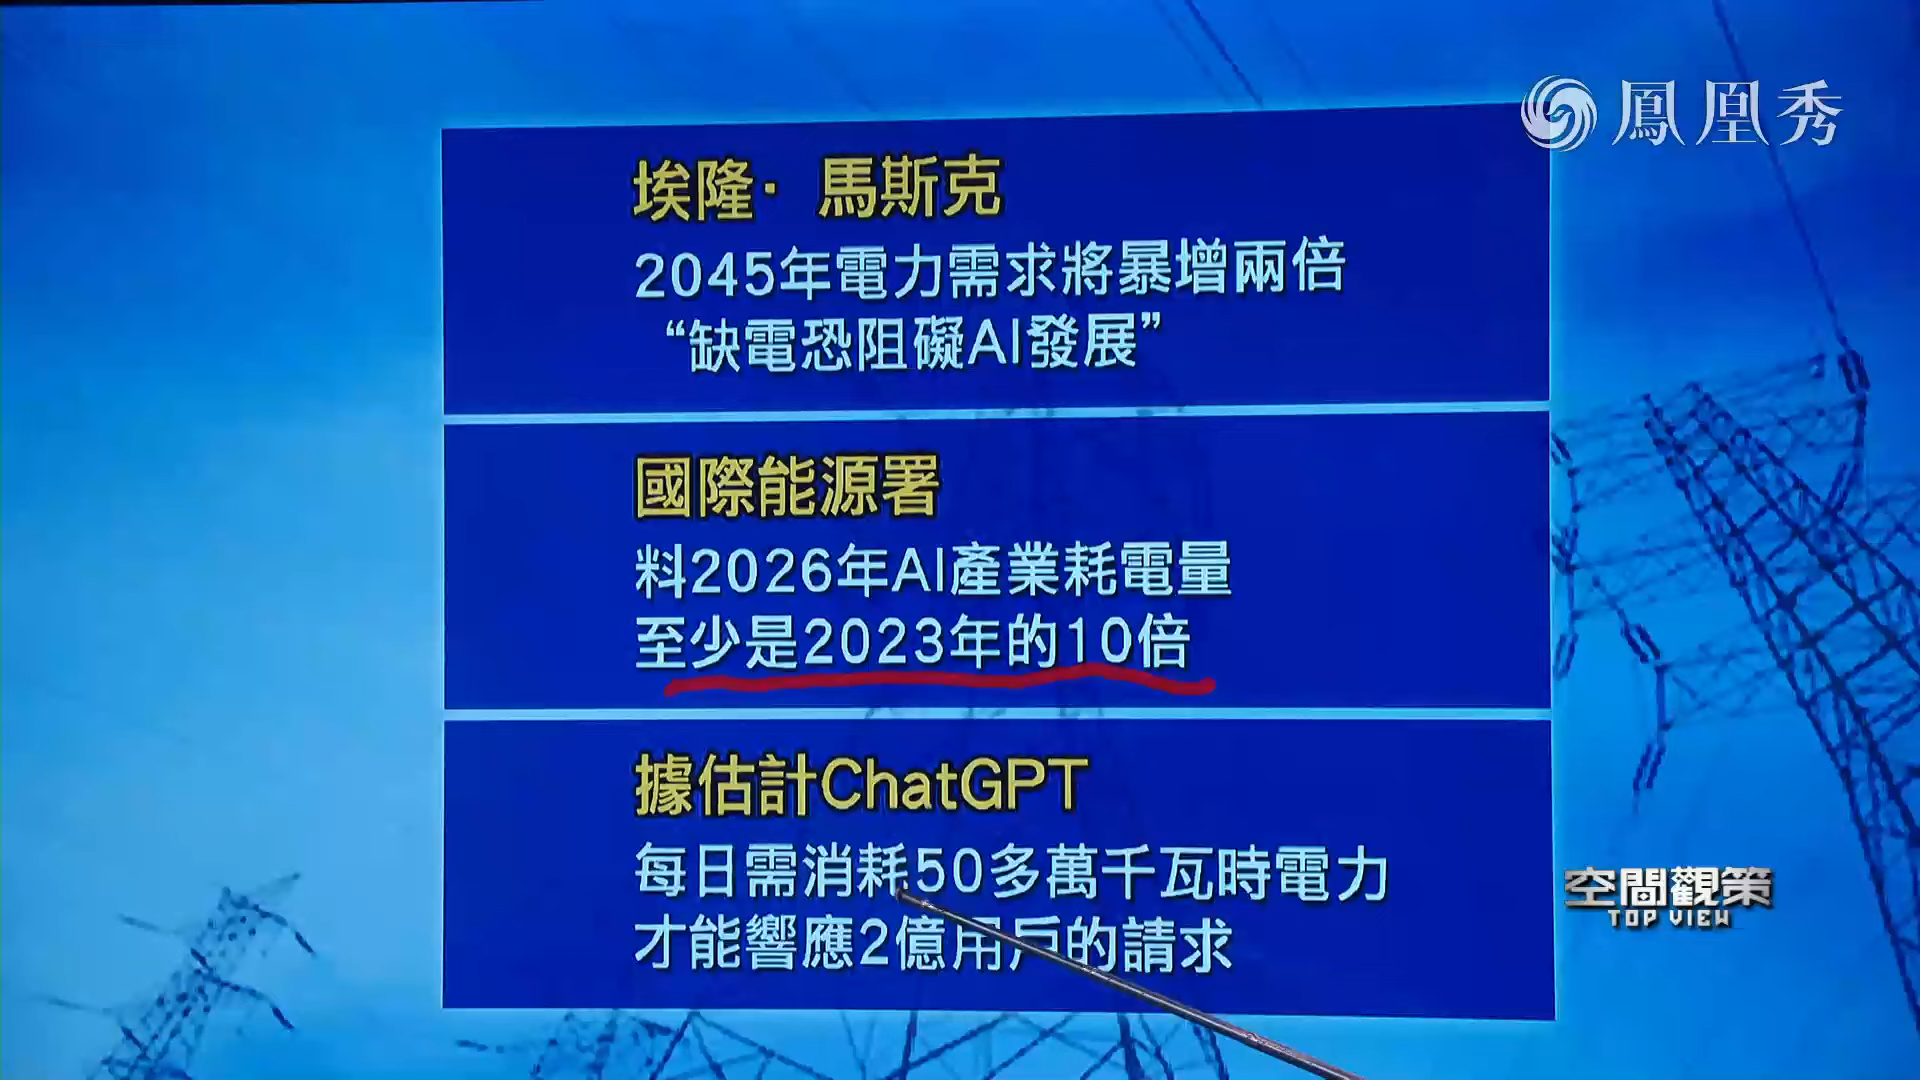 鳳凰秀
埃隆·馬斯克
2045年電力需求將暴增兩倍
“缺電恐阻礙AI發展”
國際能源署
料2026年AI產業耗電量
至少是2023年的10倍
據估計ChatGPT
每日需消耗50多萬千瓦時電力
才能響應2億用戶的請求
空間觀策
TOP VIEW